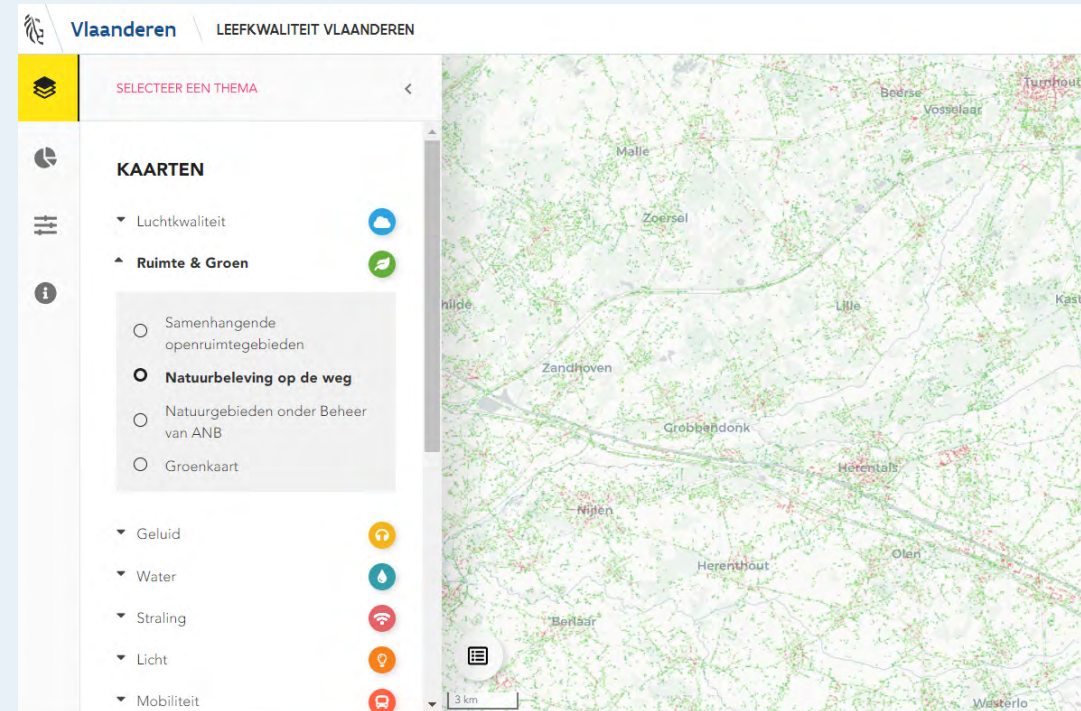 Vlaanderen
LEEFKWALITEIT VLAANDEREN
SELECTEER EEN THEMA
KAARTEN
Luchtkwaliteit
Ruimte & Groen
Samenhangende
openruimtegebieden
Natuurbeleving op de weg
Natuurgebieden onder Beheer
van ANB
Groenkaart
Geluid
Water
Straling
Licht
Mobiliteit
Turnhout
Beerse
Vosselaar
Malle
Zoersel
hilde
Lille
Kast
Zandhoven
Grobbendonk
Herentals
Nijlen
Olen
Herenthout
Berlaar
3 km
Westerlo